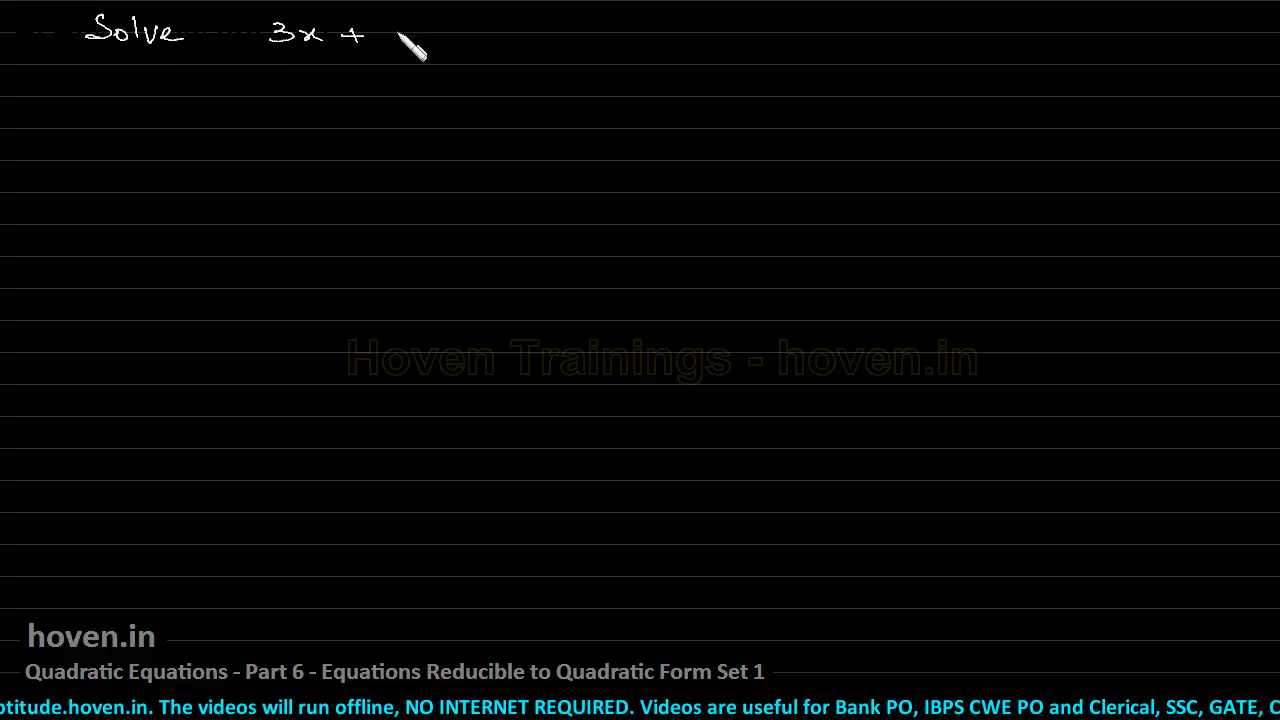 Solve 3x +
Hoven Trainings - hoven.in
hoven.in
Quadratic Equations - Part 6 - Equations Reducible to Quadratic Form Set 1
ptitude.hoven.in. The videos will run offline, NO INTERNET REQUIRED. Videos are useful for Bank PO, IBPS CWE PO and Clerical, SSC, GATE, C